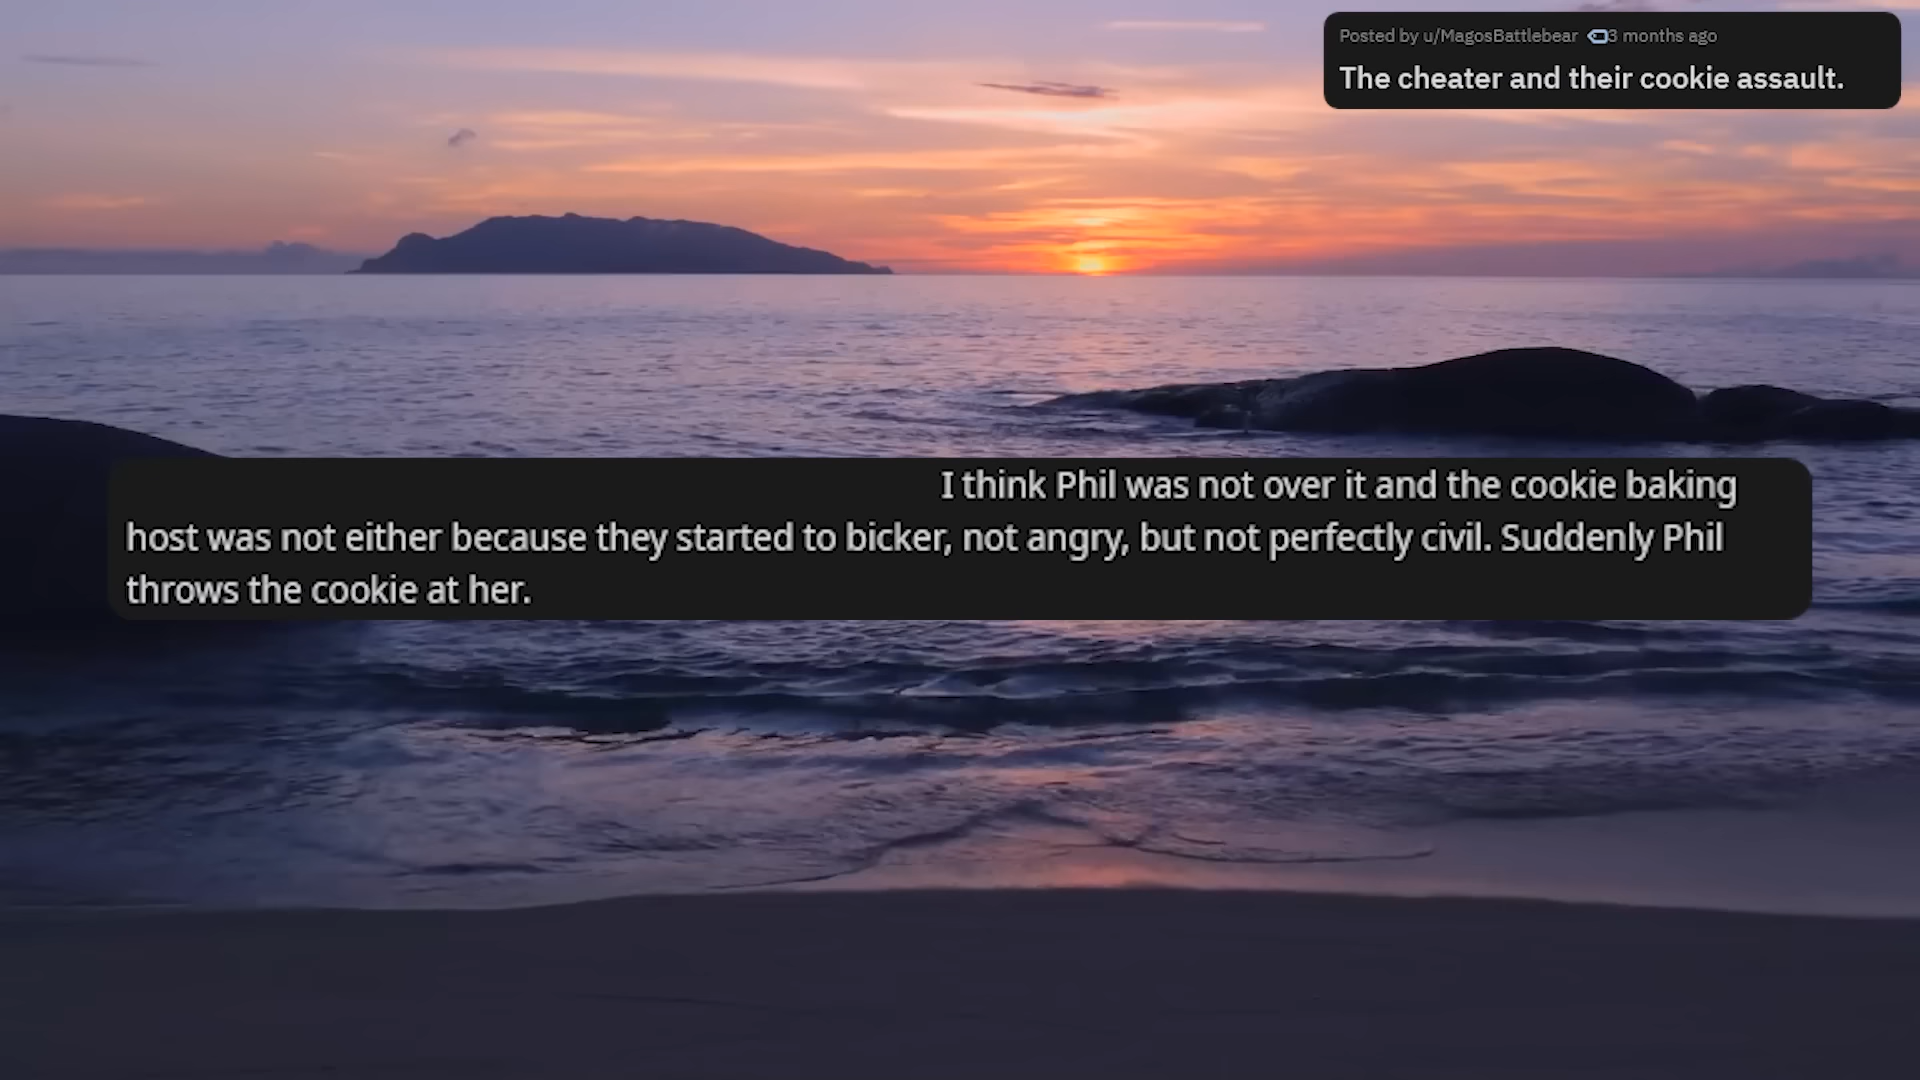 Posted by u/MagosBattlebear 3 months ago
The cheater and their cookie assault.
I think Phil was not over it and the cookie baking
host was not either because they started to bicker, not angry, but not perfectly civil. Suddenly Phil
throws the cookie at her.